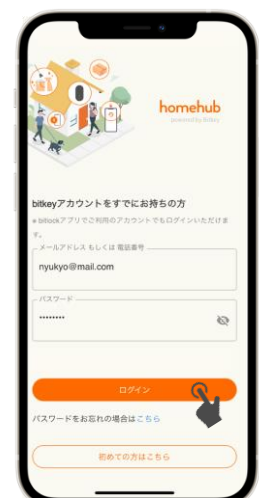 homehub
powered by Bitkey
bitkeyアカウントをすでにお持ちの方
※ bitlockアプリでご利用のアカウントでもログインいただけま
す。
メールアドレス もしくは 電話番号
nyukyo@mail.com
パスワード
••••••••
ログイン
パスワードをお忘れの場合はこちら
初めての方はこちら